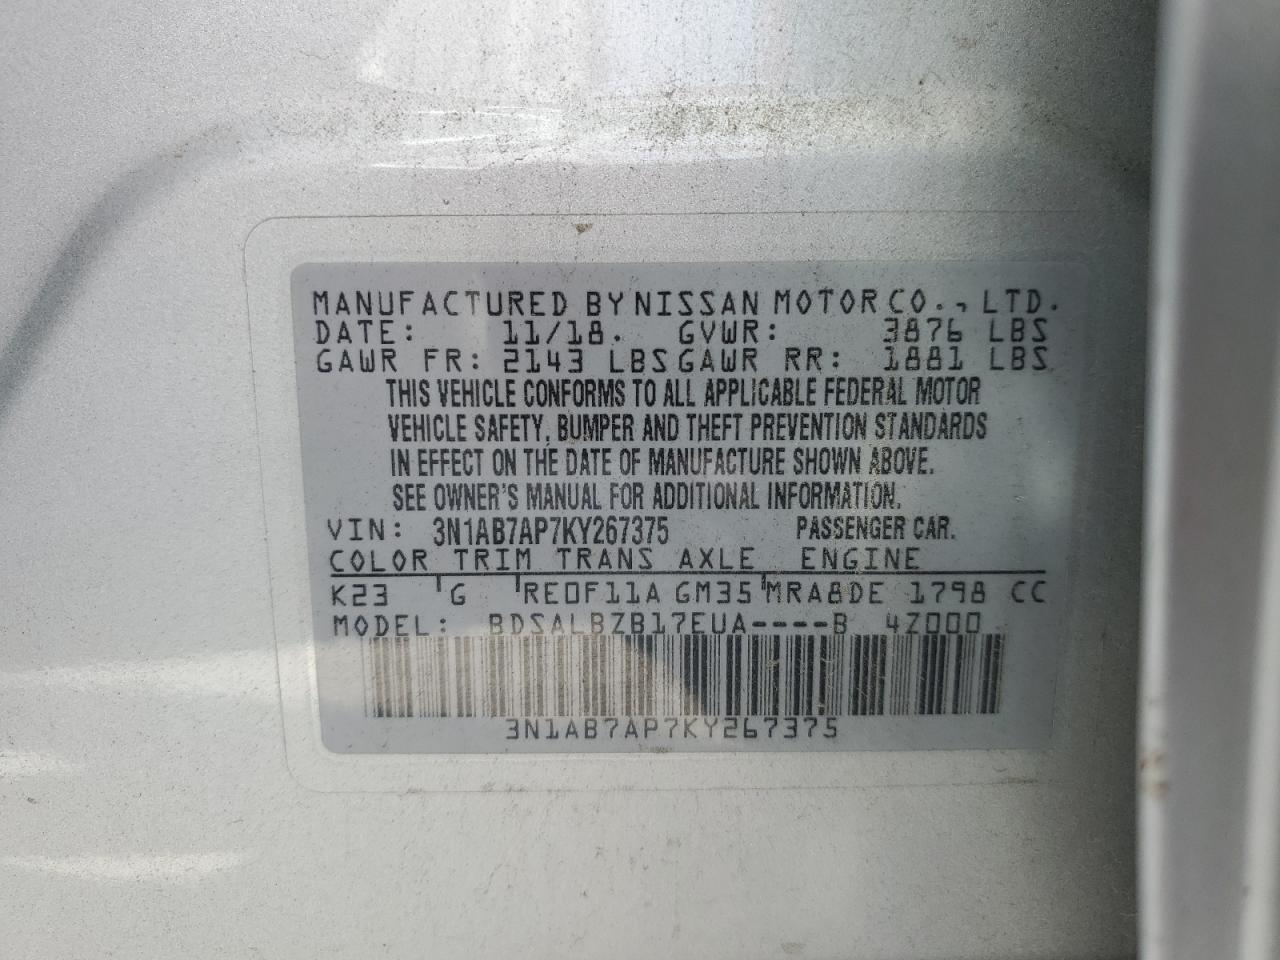 MANUFACTURED BY NISSAN MOTOR CO., LTD.
DATE: 11/18. GVWR: 3876 LBS
GAWR FR: 2143 LBS GAWR RR: 1881 LBS
THIS VEHICLE CONFORMS TO ALL APPLICABLE FEDERAL MOTOR
VEHICLE SAFETY, BUMPER AND THEFT PREVENTION STANDARDS
IN EFFECT ON THE DATE OF MANUFACTURE SHOWN ABOVE.
SEE OWNER'S MANUAL FOR ADDITIONAL INFORMATION.
VIN: 3N1AB7AP7KY267375 PASSENGER CAR.
COLOR TRIM TRANS AXLE ENGINE
K23 G RE0F11A GM35 MRA8DE 1798 CC
MODEL: BDSALBZB17EUA----B 4Z000
3N1AB7AP7KY267375